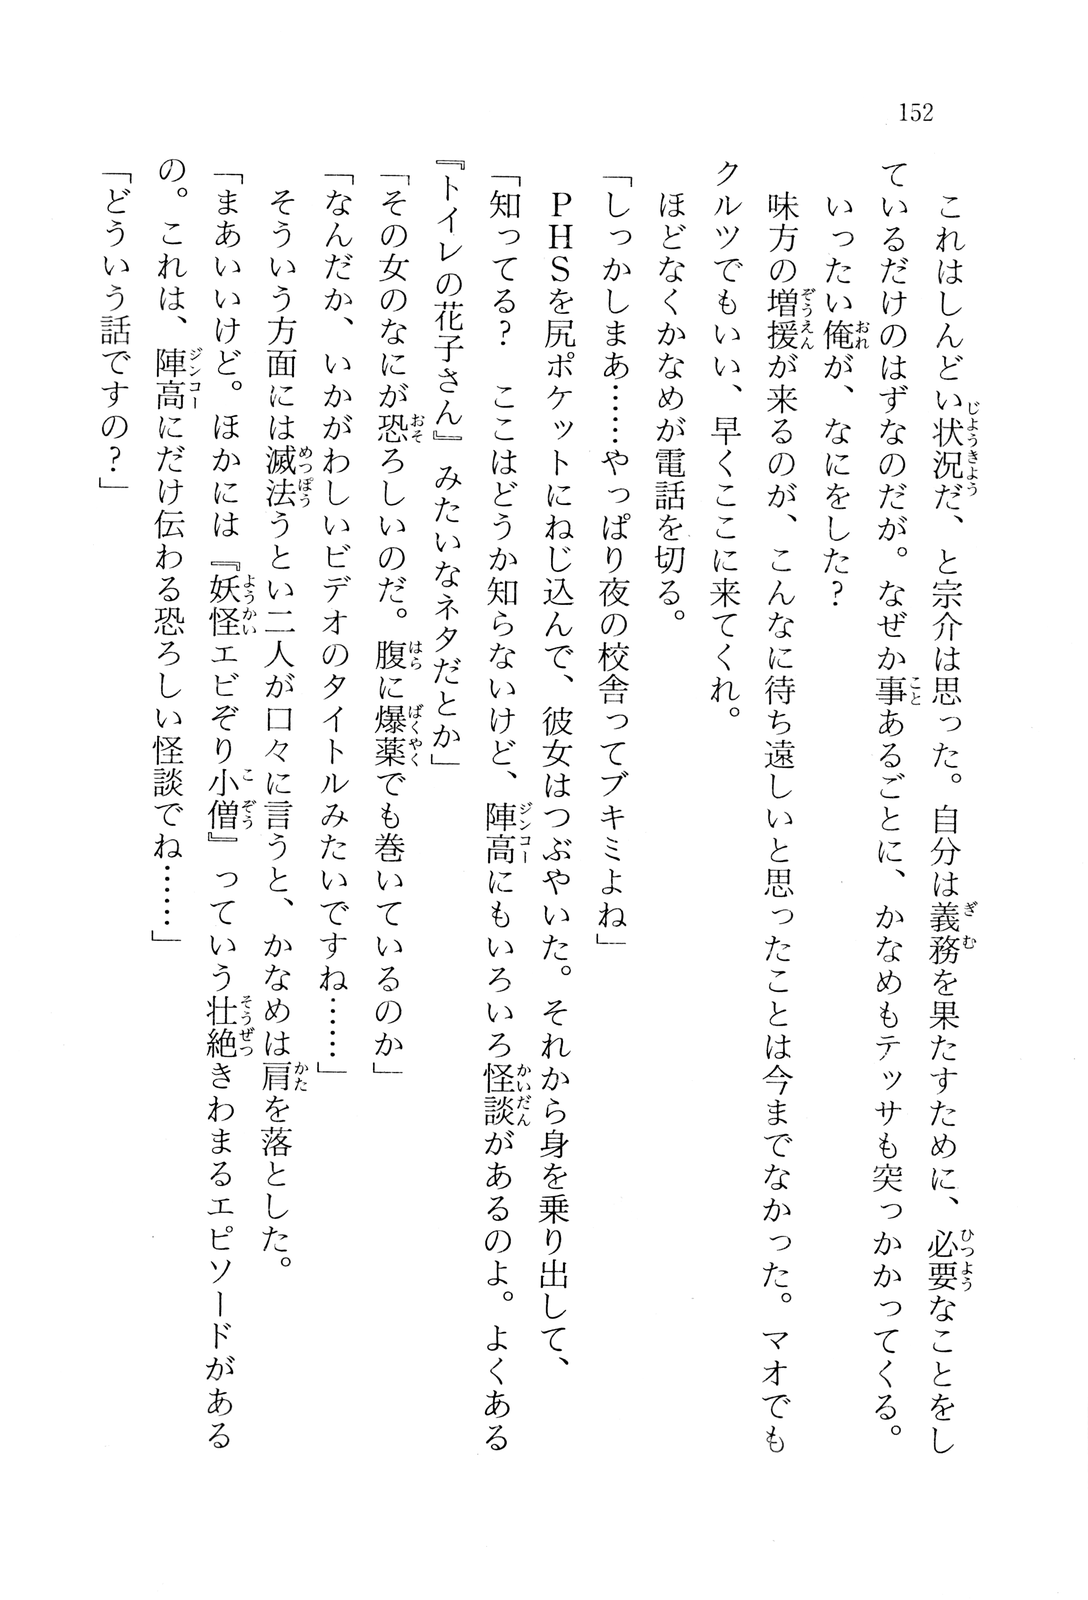 152
これはしんどい状況だ、と宗介は思った。自分は義務を果たすために、必要なことをし
ているだけのはずなのだが。なぜか事あるごとに、かなめもテッサも突っかかってくる。
いったい俺が、なにをした?
味方の増援が来るのが、こんなに待ち遠しいと思ったことは今までなかった。マオでも
クルツでもいい、早くここに来てくれ。
ほどなくかなめが電話を切る。
「しっかしまあ……やっぱり夜の校舎ってブキミよね」
PHSを尻ポケットにねじ込んで、彼女はつぶやいた。それから身を乗り出して、
「知ってる? ここはどうか知らないけど、陣高にもいろいろ怪談があるのよ。よくある
『トイレの花子さん』みたいなネタだとか」
「その女のなにが恐ろしいのだ。腹に爆薬でも巻いているのか」
「なんだか、いかがわしいビデオのタイトルみたいですね……」
そういう方面には滅法うとい二人が口々に言うと、かなめは肩を落とした。
「まあいいけど。ほかには『妖怪エビぞり小僧』っていう壮絶きわまるエピソードがある
の。これは、陣高にだけ伝わる恐ろしい怪談でね……」
「どういう話ですの?」